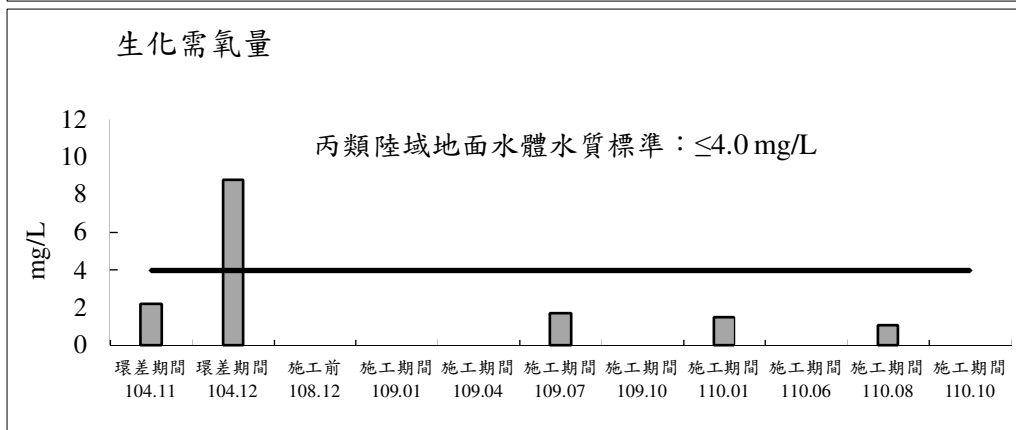 生化需氧量
丙類陸域地面水體水質標準：≤4.0 mg/L
mg/L
12
10
8
6
4
2
0
環差期間 環差期間 施工前 施工期間 施工期間 施工期間 施工期間 施工期間 施工期間 施工期間 施工期間
104.11 104.12 108.12 109.01 109.04 109.07 109.10 110.01 110.06 110.08 110.10